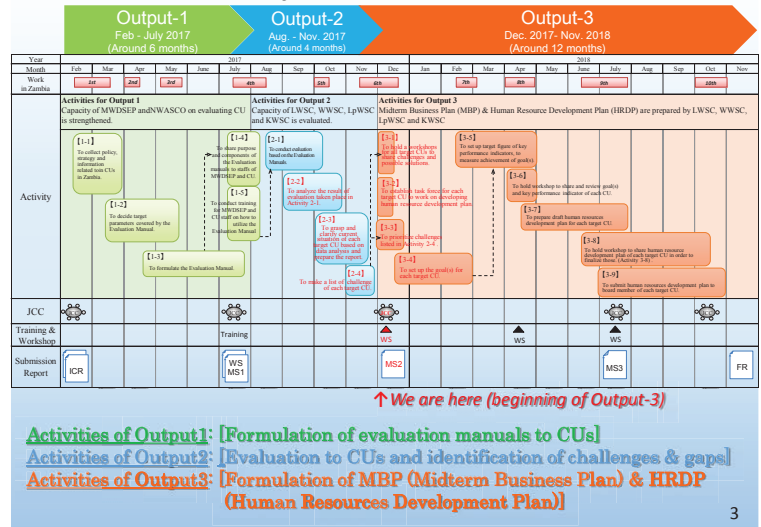 Output-1
Feb - July 2017
(Around 6 months)
Output-2
Aug. - Nov. 2017
(Around 4 months)
Output-3
Dec. 2017- Nov. 2018
(Around 12 months)
Year 2017 2018
Month Feb Mar Apr May June July Aug Sep Oct Nov Dec Jan Feb Mar Apr May June July Aug Sep Oct Nov
Work
in Zambia
1st 2nd 3rd 4th 5th 6th 7th 8th 9th 10th
Activity
Activities for Output 1
Capacity of MWDSEP andNWASCO on evaluating CU
is strengthened.
Activities for Output 2
Capacity of LWSC, WWSC, LpWSC
and KWSC is evaluated.
Activities for Output 3
Midterm Business Plan (MBP) & Human Resource Development Plan (HRDP) are prepared by LWSC, WWSC,
LpWSC and KWSC
【1-1】
To collect policy,
strategy and
information
related toto CUs
in Zambia.
【1-2】
To decide target
parameters covered by the
Evaluation Manual.
【1-3】
To formulate the Evaluation Manual.
【1-4】
To share purpose
and components of
the Evaluation
manuals to staffs of
MWDSEP and CU.
【1-5】
To conduct training
for MWDSEP and
CU staff on how to
utilize the
Evaluation Manual
【2-1】
To conduct evaluation
based on the Evaluation
Manuals.
【2-2】
To analyze the result of
evaluation taken place in
Activity 2-1.
【2-3】
To grasp and
clarify current
situation of each
target CU based on
data analysis and
prepare the report.
【2-4】
To make a list of challenge
of each target CU.
【3-1】
To hold a workshops
for all target CUs to
share challenges and
possible solutions.
【3-2】
To establish task force for each
target CU to work on developing
human resource development plan
【3-3】
To prioritize challenges
listed in Activity 2-4 .
【3-4】
To set up the goal(s) for
each target CU.
【3-5】
To set up target figure of key
performance indicators, to
measure achievement of goal(s)
【3-6】
To hold workshop to share and review goal(s)
and key performance indicator of each CU.
【3-7】
To prepare draft human resources
development plan for each target CU.
【3-8】
To hold workshop to share human resource
development plan of each target CU in order to
finalize those (Activity 3-8) .
【3-9】
To submit human resources development plan to
board member of each target CU.
JCC JCC JCC JCC JCC JCC
Training &
Workshop
Training WS WS WS
Submission
Report
ICR
WS
MS1
MS2
MS3
FR
↑We are here (beginning of Output-3)
Activities of Output1: [Formulation of evaluation manuals to CUs]
Activities of Output2: [Evaluation to CUs and identification of challenges & gaps]
Activities of Output3: [Formulation of MBP (Midterm Business Plan) & HRDP
(Human Resources Development Plan)]
3